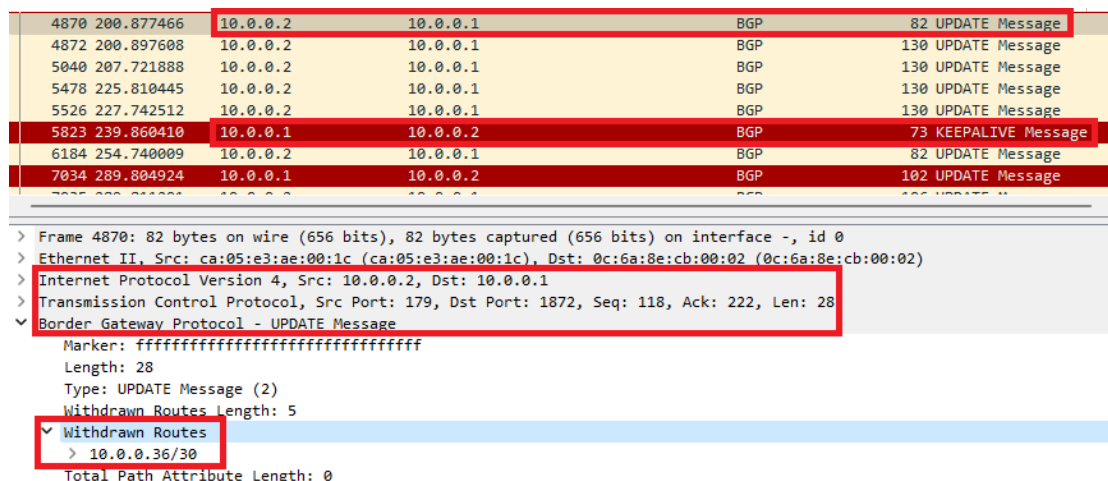 4870 200.877466 10.0.0.2 10.0.0.1 BGP 82 UPDATE Message
4872 200.897608 10.0.0.2 10.0.0.1 BGP 130 UPDATE Message
5040 207.721888 10.0.0.2 10.0.0.1 BGP 130 UPDATE Message
5478 225.810445 10.0.0.2 10.0.0.1 BGP 130 UPDATE Message
5526 227.742512 10.0.0.2 10.0.0.1 BGP 130 UPDATE Message
5823 239.860410 10.0.0.1 10.0.0.2 BGP 73 KEEPALIVE Message
6184 254.740009 10.0.0.2 10.0.0.1 BGP 82 UPDATE Message
7034 289.804924 10.0.0.1 10.0.0.2 BGP 102 UPDATE Message
> Frame 4870: 82 bytes on wire (656 bits), 82 bytes captured (656 bits) on interface -, id 0
> Ethernet II, Src: ca:05:e3:ae:00:1c (ca:05:e3:ae:00:1c), Dst: 0c:6a:8e:cb:00:02 (0c:6a:8e:cb:00:02)
> Internet Protocol Version 4, Src: 10.0.0.2, Dst: 10.0.0.1
> Transmission Control Protocol, Src Port: 179, Dst Port: 1872, Seq: 118, Ack: 222, Len: 28
Border Gateway Protocol - UPDATE Message
Marker: ffffffffffffffffffffffffffffffff
Length: 28
Type: UPDATE Message (2)
Withdrawn Routes Length: 5
Withdrawn Routes
> 10.0.0.36/30
Total Path Attribute Length: 0